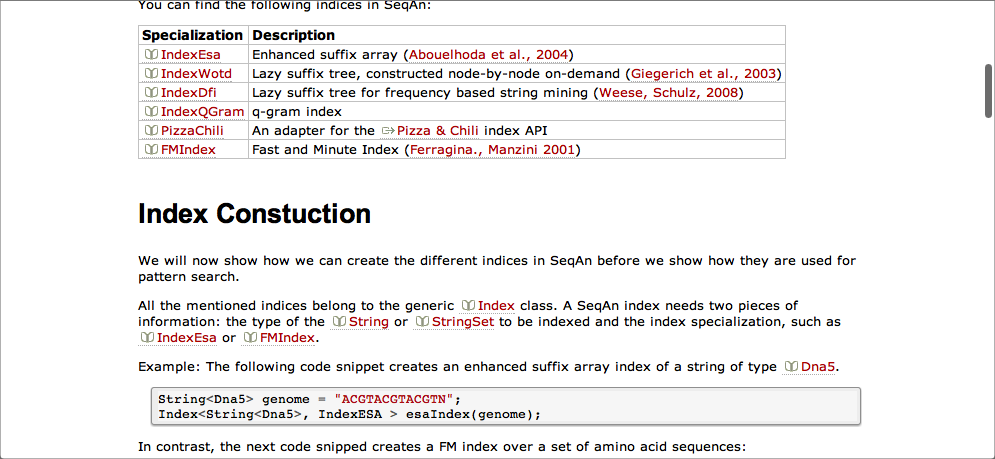 You can find the following indices in SeqAn:
Specialization Description
IndexEsa Enhanced suffix array (Abouelhoda et al., 2004)
IndexWotd Lazy suffix tree, constructed node-by-node on-demand (Giegerich et al., 2003)
IndexDfi Lazy suffix tree for frequency based string mining (Weese, Schulz, 2008)
IndexQGram q-gram index
PizzaChili An adapter for the Pizza & Chili index API
FMIndex Fast and Minute Index (Ferragina., Manzini 2001)
Index Constuction
We will now show how we can create the different indices in SeqAn before we show how they are used for
pattern search.
All the mentioned indices belong to the generic Index class. A SeqAn index needs two pieces of
information: the type of the String or StringSet to be indexed and the index specialization, such as
IndexEsa or FMIndex.
Example: The following code snippet creates an enhanced suffix array index of a string of type Dna5.
String<Dna5> genome = "ACGTACGTACGTN";
Index<String<Dna5>, IndexESA > esaIndex(genome);
In contrast, the next code snipped creates a FM index over a set of amino acid sequences: